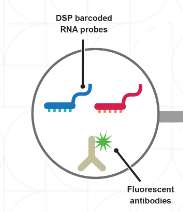 DSP barcoded
RNA probes
Fluorescent
antibodies